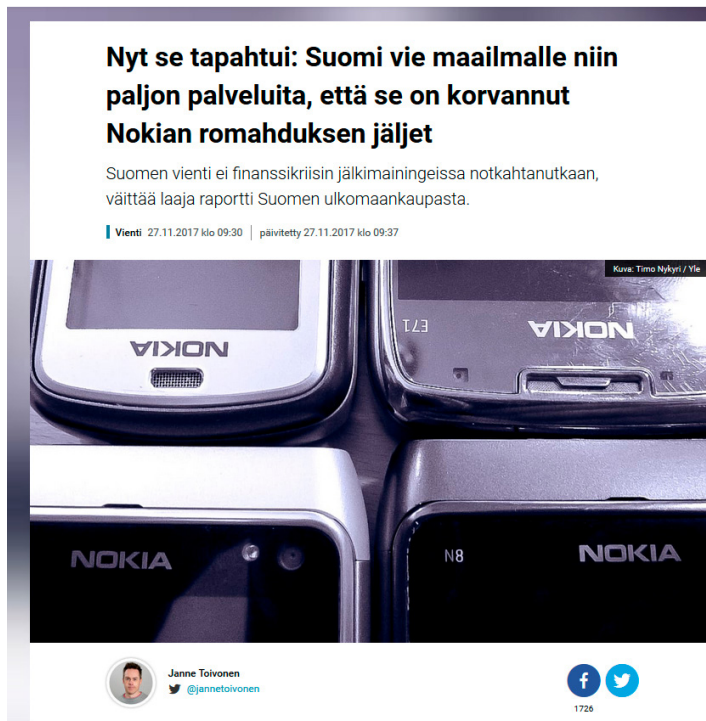 Nyt se tapahtui: Suomi vie maailmalle niin
paljon palveluita, että se on korvannut
Nokian romahduksen jäljet
Suomen vienti ei finanssikriisin jälkimainingeissa notkahtanutkaan,
väittää laaja raportti Suomen ulkomaankaupasta.
Vienti 27.11.2017 klo 09:30 päivitetty 27.11.2017 klo 09:37
Kuva: Timo Nykyri / Yle
NOKIA
E71
NOKIA
NOKIA
N8
NOKIA
Janne Toivonen
@jannetoivonen
1726